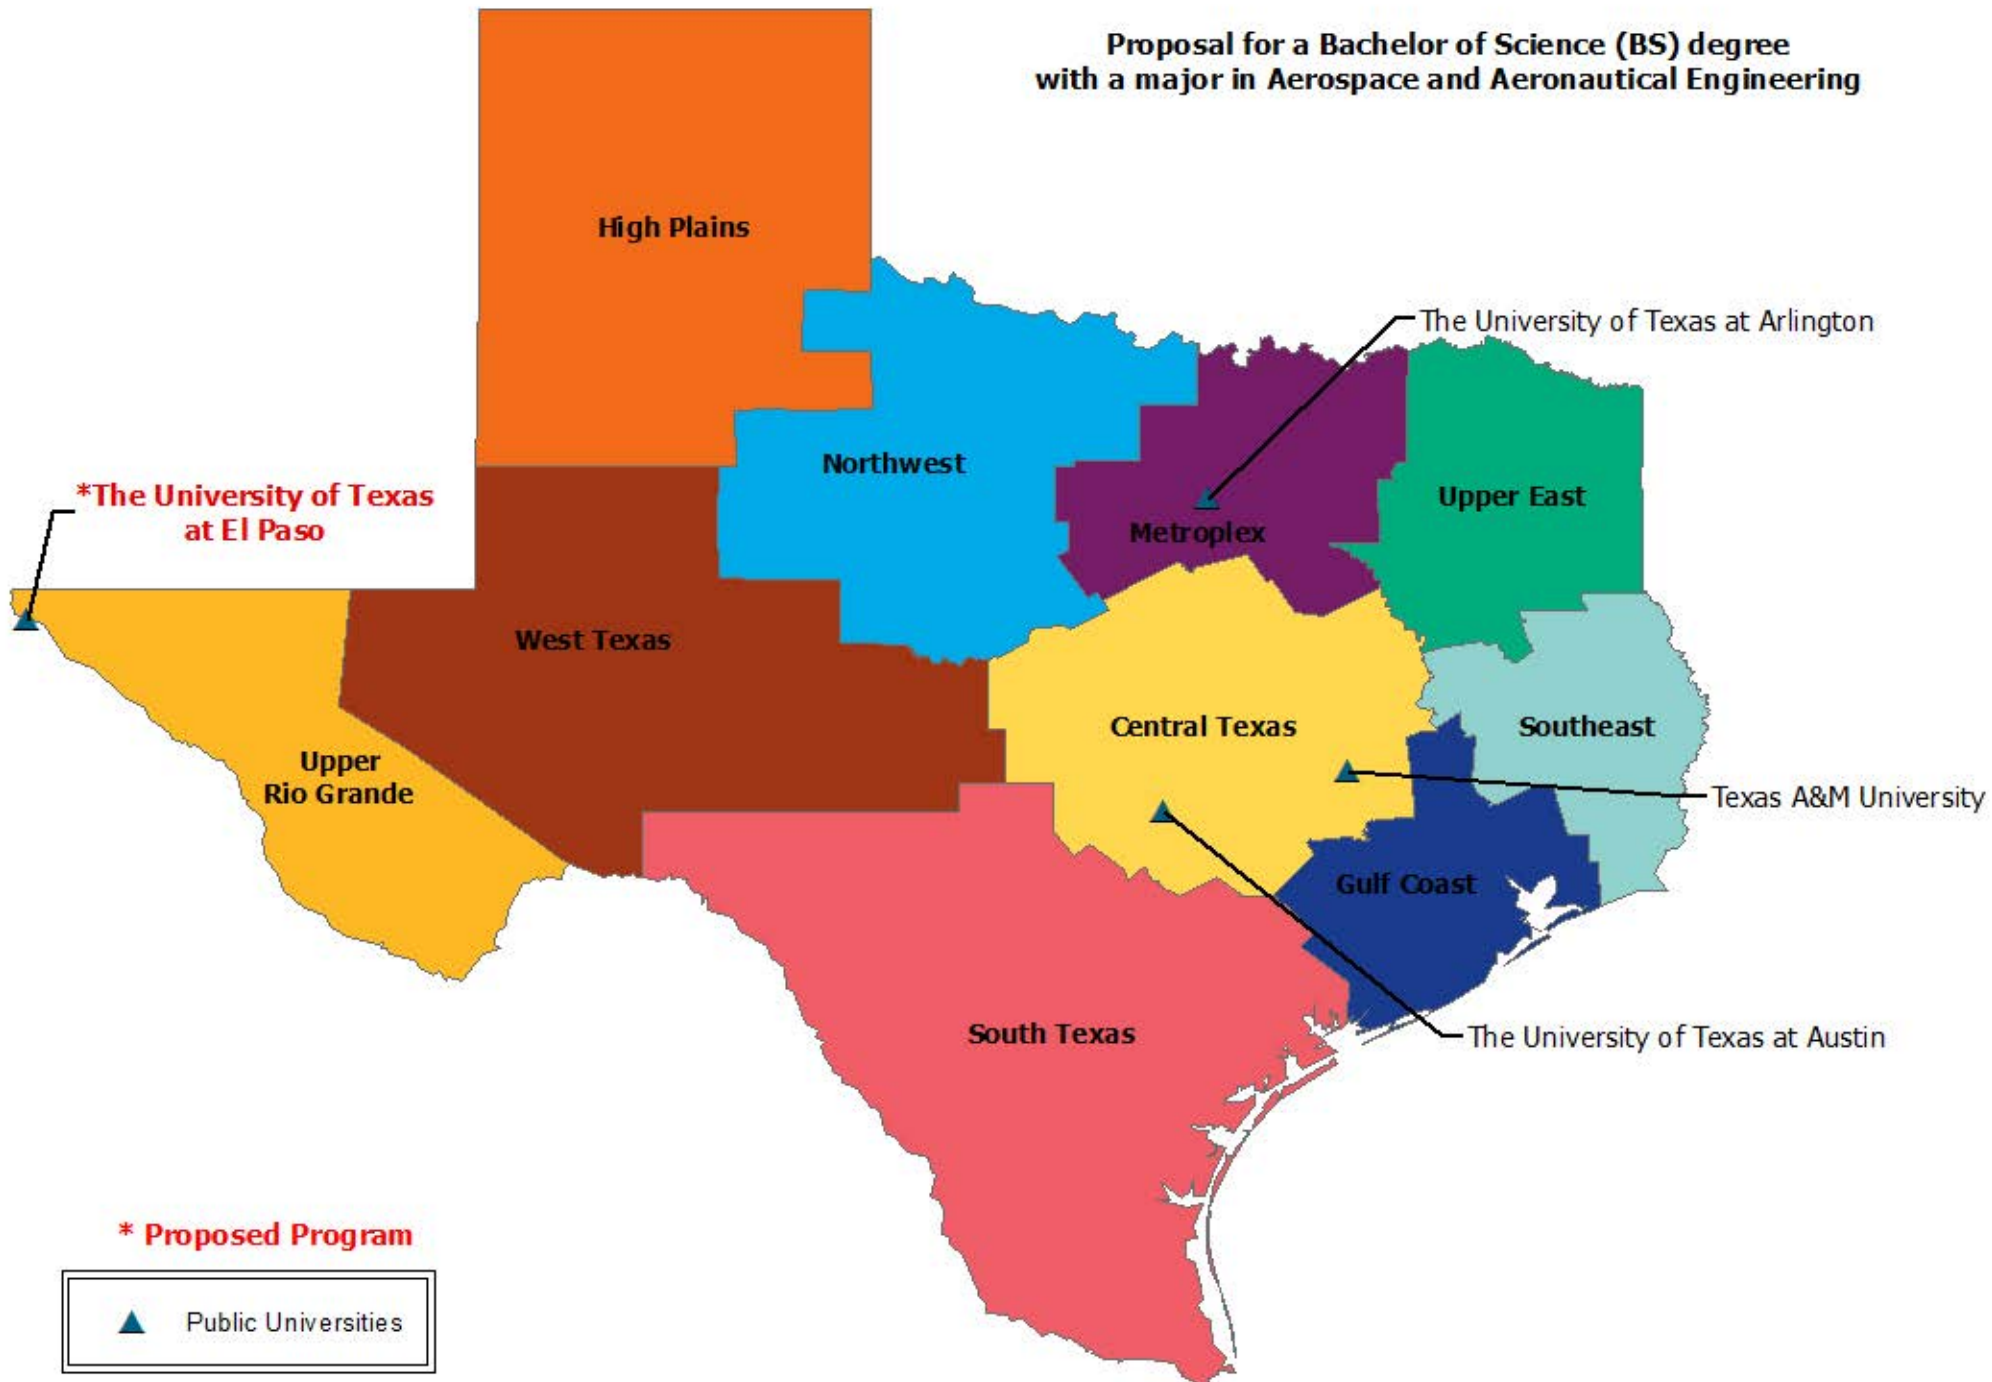 Proposal for a Bachelor of Science (BS) degree
with a major in Aerospace and Aeronautical Engineering
High Plains
The University of Texas at Arlington
Northwest
*The University of Texas
at El Paso
Upper East
Metroplex
West Texas
Central Texas
Southeast
Upper
Rio Grande
Texas A&M University
Gulf Coast
South Texas
The University of Texas at Austin
* Proposed Program
Public Universities